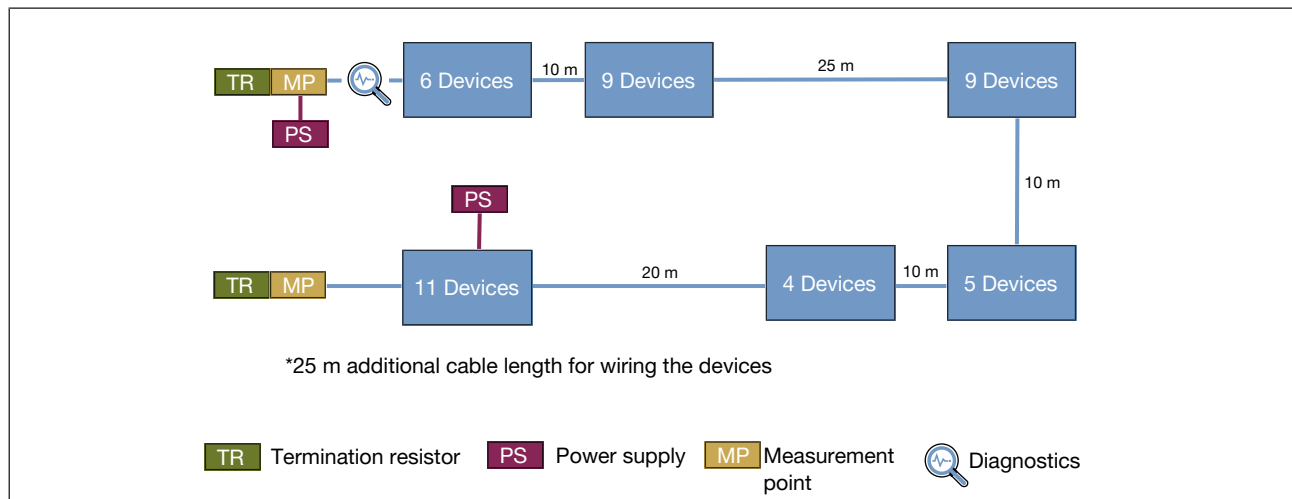 TR MP 6 Devices 10 m 9 Devices 25 m 9 Devices
PS
10 m
PS
TR MP 11 Devices 20 m 4 Devices 10 m 5 Devices
*25 m additional cable length for wiring the devices
TR Termination resistor PS Power supply MP Measurement point Diagnostics